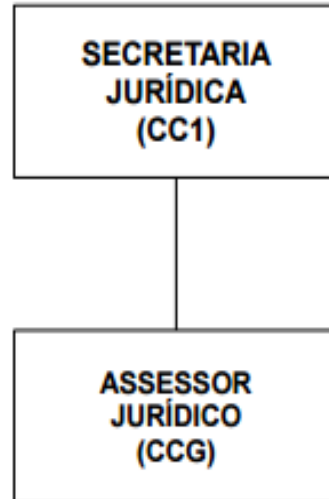 SECRETARIA
JURÍDICA
(CC1)
ASSESSOR
JURÍDICO
(CCG)